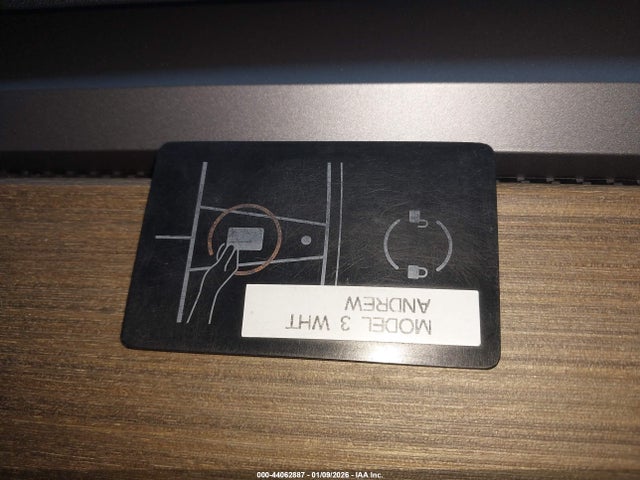 MODEL 3 WHT
ANDREW
000-44062887 - 01/09/2026 - © IAA Inc.